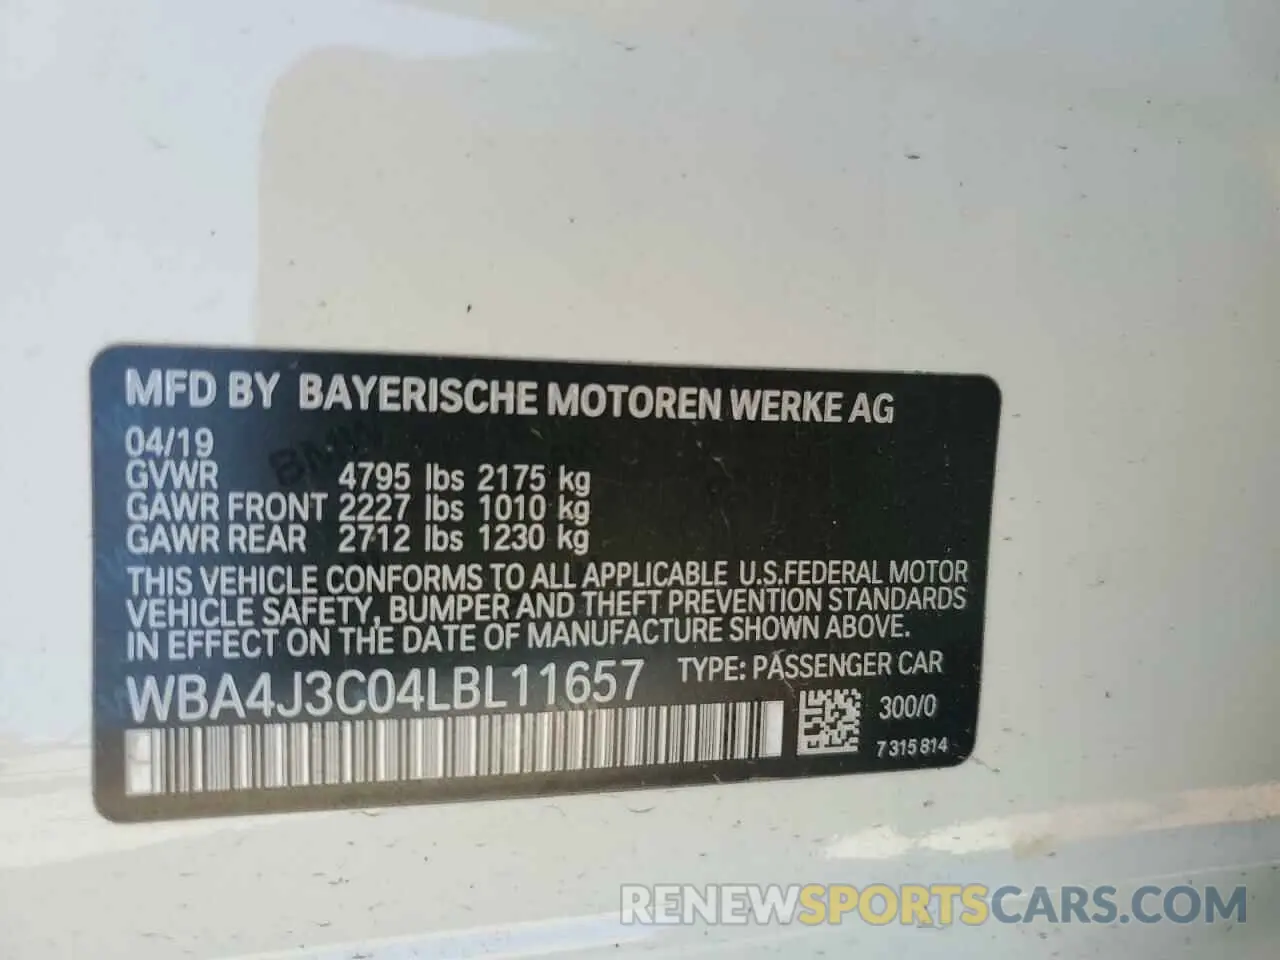 MFD BY BAYERISCHE MOTOREN WERKE AG
04/19
BMW
GVWR 4795 lbs 2175 kg
GAWR FRONT 2227 lbs 1010 kg
GAWR REAR 2712 lbs 1230 kg
THIS VEHICLE CONFORMS TO ALL APPLICABLE U.S.FEDERAL MOTOR
VEHICLE SAFETY, BUMPER AND THEFT PREVENTION STANDARDS
IN EFFECT ON THE DATE OF MANUFACTURE SHOWN ABOVE.
WBA4J3C04LBL11657 TYPE: PASSENGER CAR
300/0
7 315 814
RENEWSPORTSCARS.COM